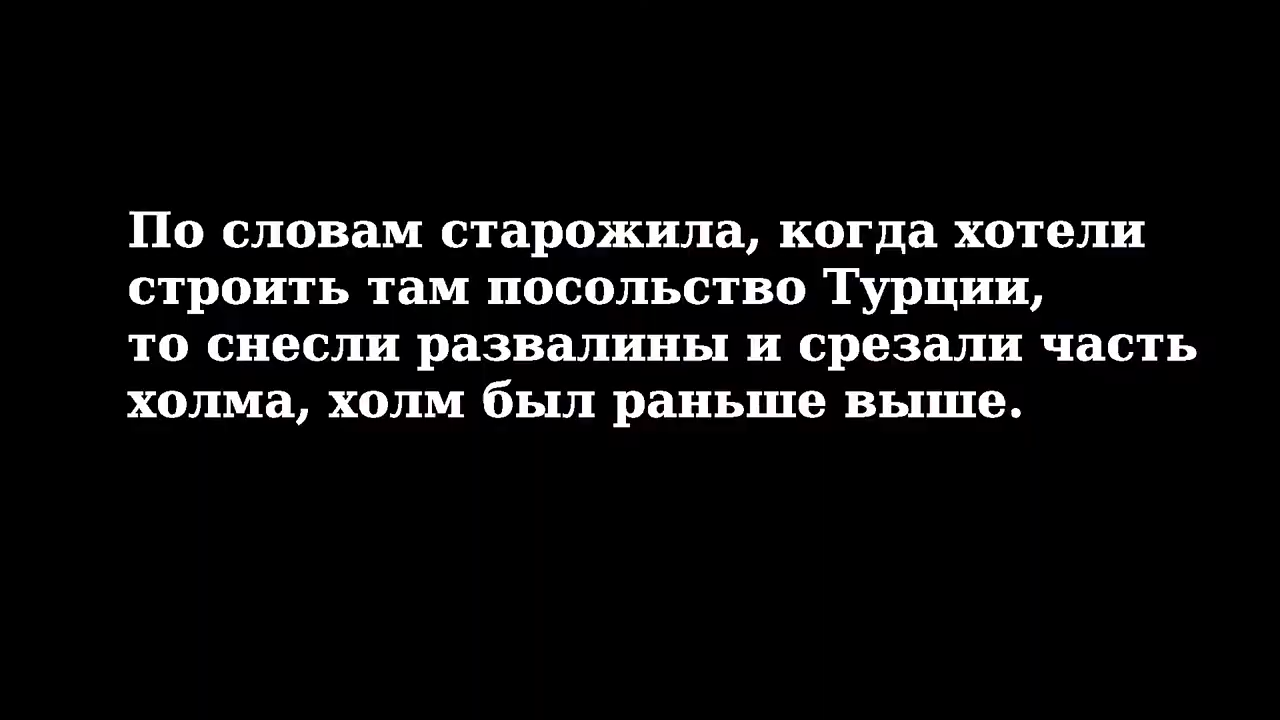 По словам старожила, когда хотели
строить там посольство Турции,
то снесли развалины и срезали часть
холма, холм был раньше выше.